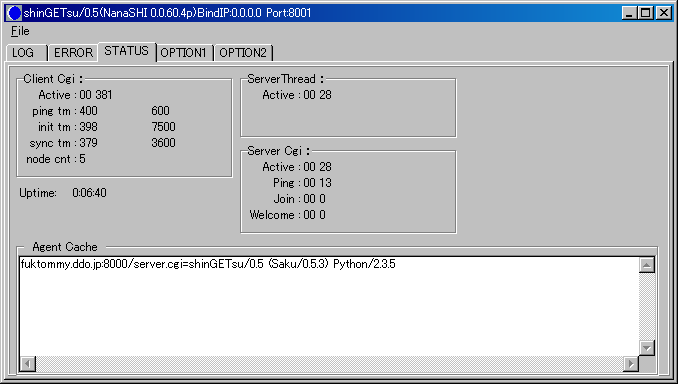 shinGETsu/0.5(NanaSHI 0.0.60.4p)BindIP:0.0.0.0 Port:8001
File
LOG ERROR STATUS OPTION1 OPTION2
Client Cgi :
Active : 00 381
ping tm : 400 600
init tm : 398 7500
sync tm : 379 3600
node cnt : 5
Uptime: 0:06:40
ServerThread
Active : 00 28
Server Cgi :
Active : 00 28
Ping : 00 13
Join : 00 0
Welcome : 00 0
Agent Cache
fuktommy.ddo.jp:8000/server.cgi=shinGETsu/0.5 (Saku/0.5.3) Python/2.3.5